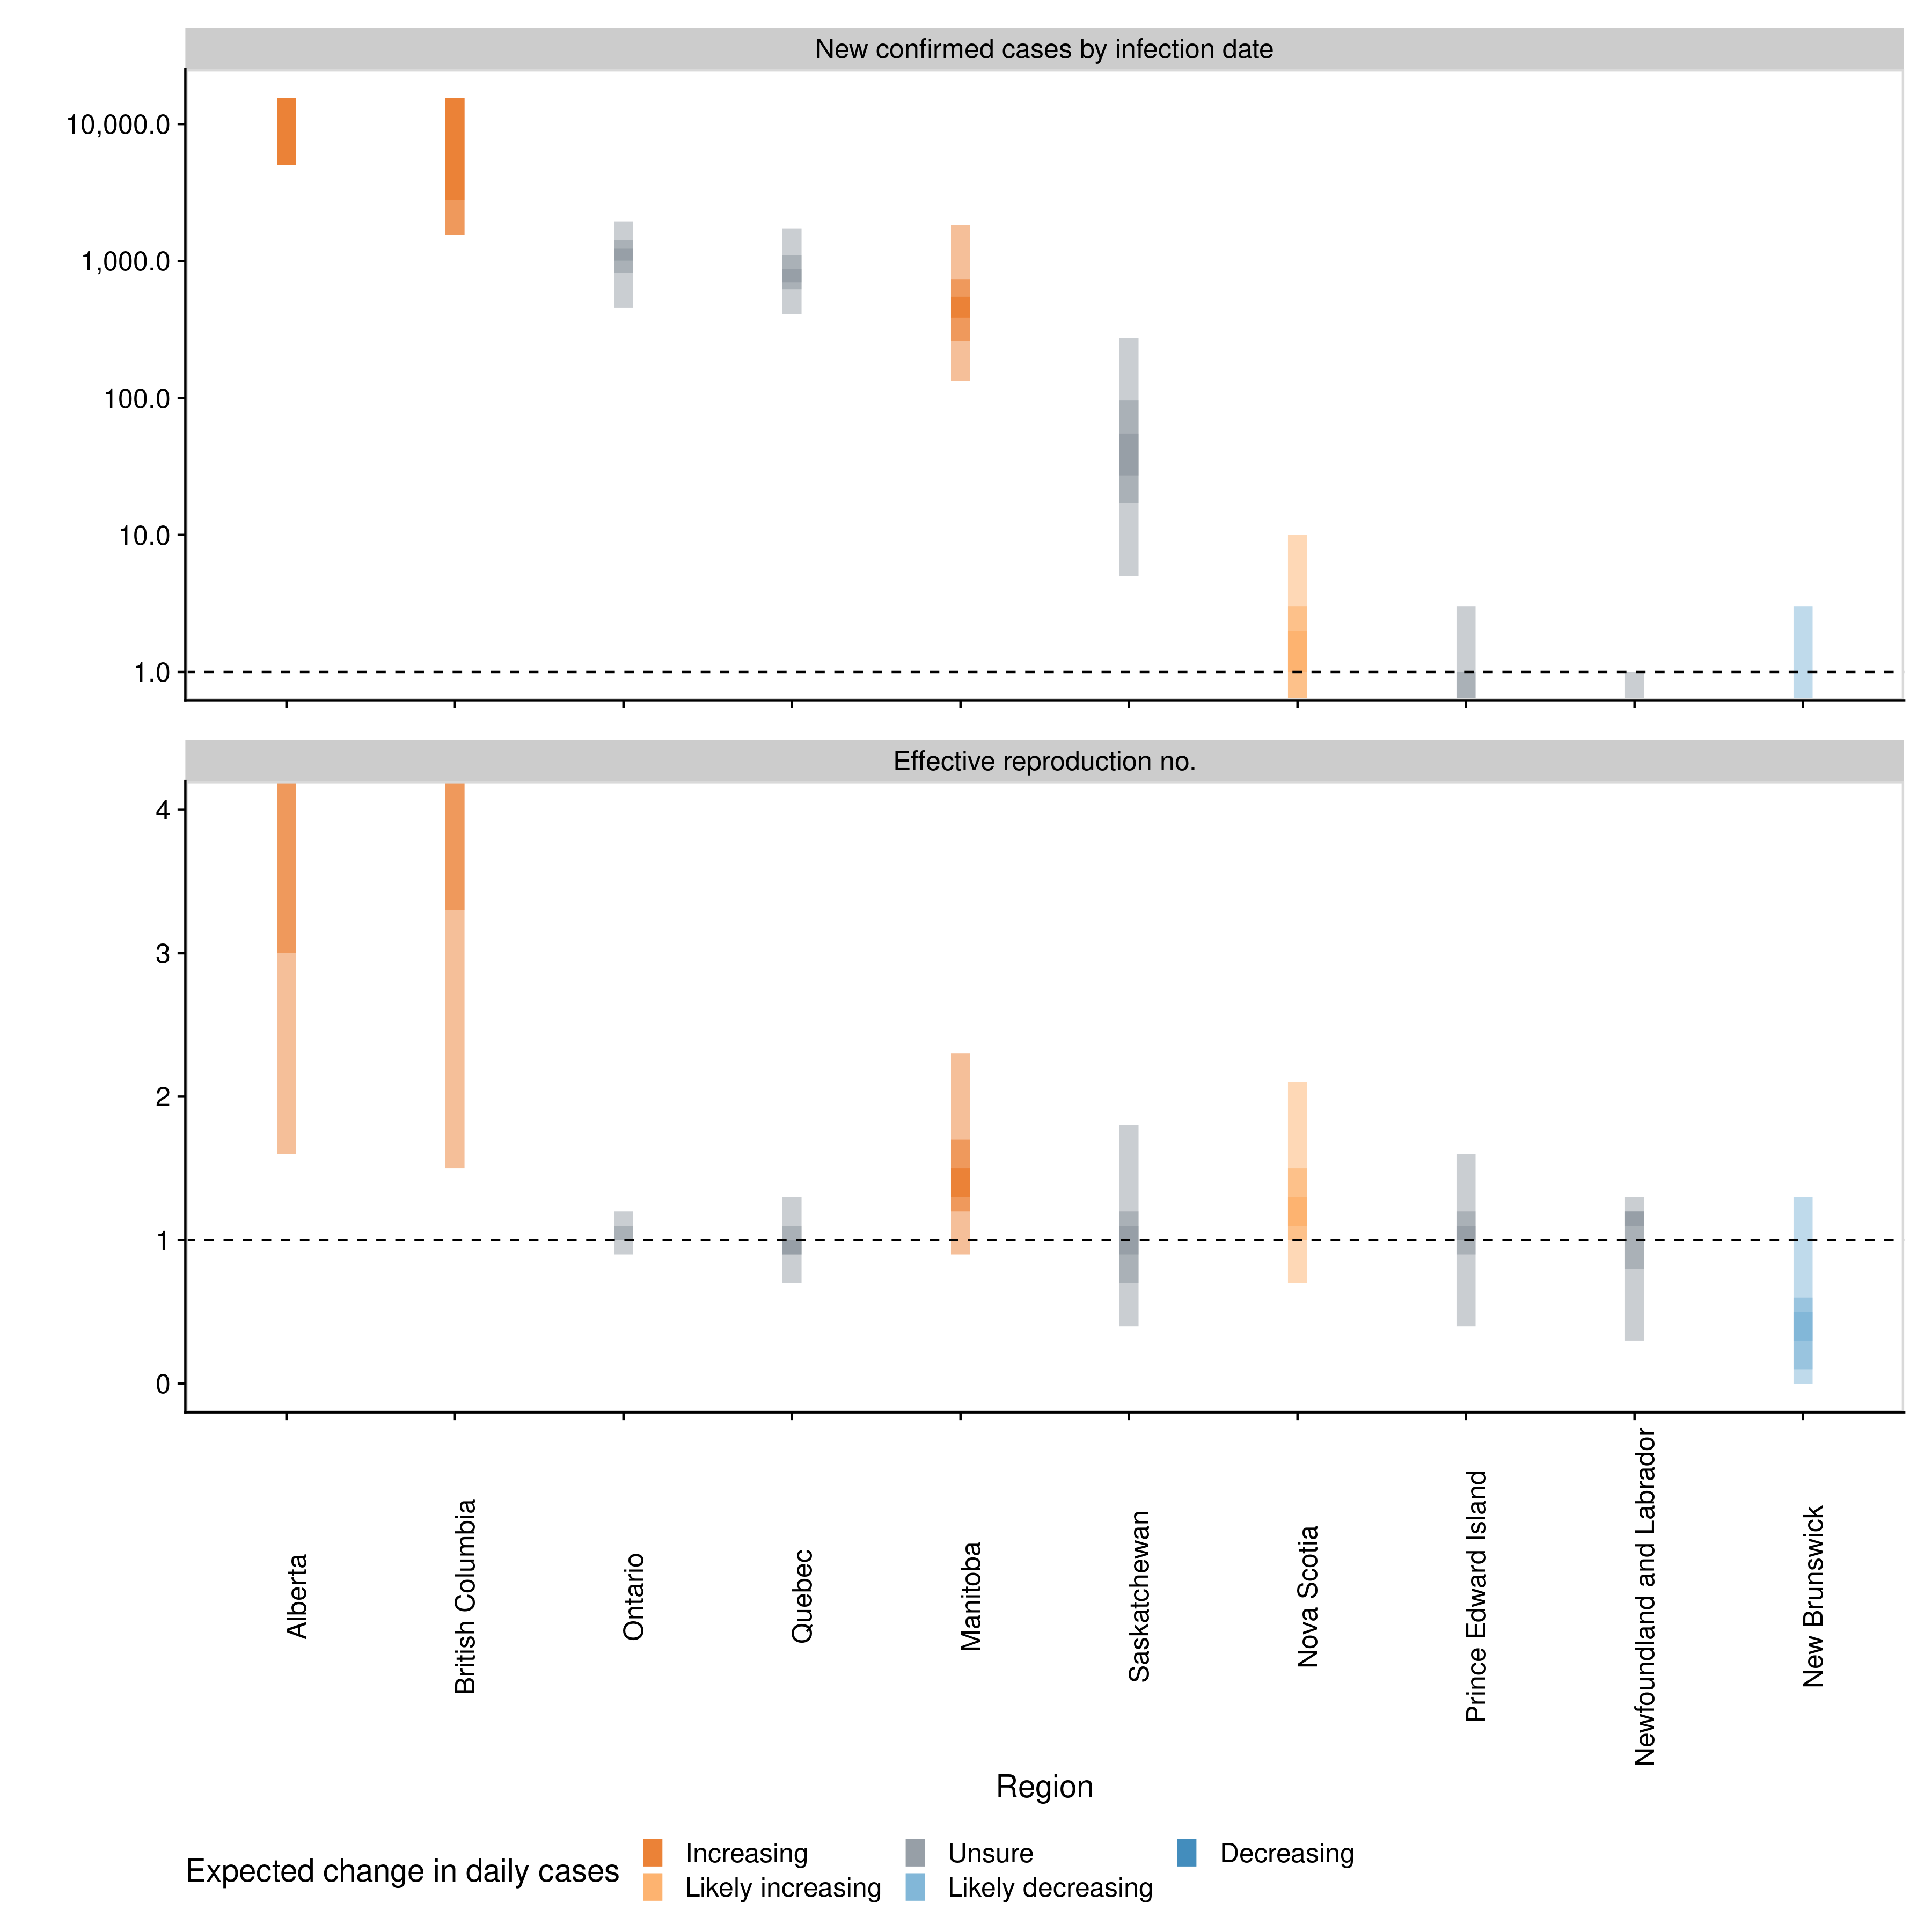 New confirmed cases by infection date
10,000.0
1,000.0
100.0
10.0
1.0
Effective reproduction no.
4
3
2
1
0
Alberta
British Columbia
Ontario
Quebec
Manitoba
Saskatchewan
Nova Scotia
Prince Edward Island
Newfoundland and Labrador
New Brunswick
Region
Expected change in daily cases
Increasing
Likely increasing
Unsure
Likely decreasing
Decreasing